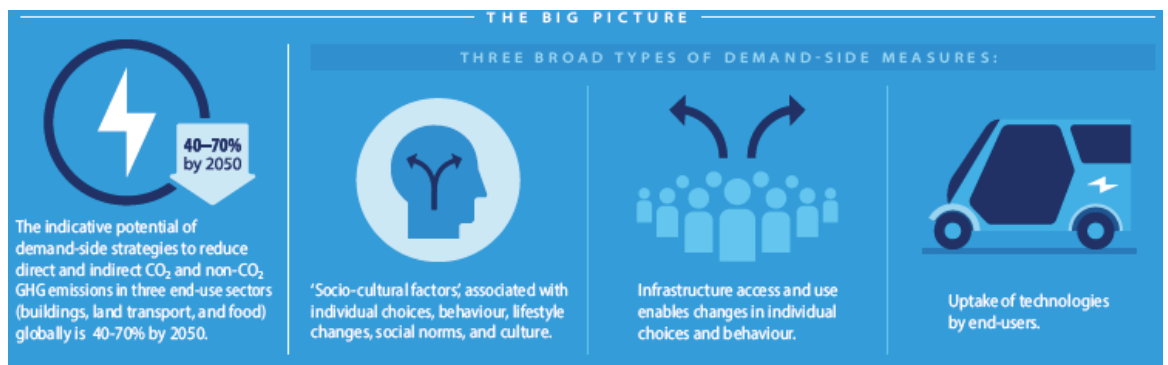 THE BIG PICTURE
THREE BROAD TYPES OF DEMAND-SIDE MEASURES:
40–70%
by 2050
The indicative potential of
demand-side strategies to reduce
direct and indirect CO₂ and non-CO₂
GHG emissions in three end-use sectors
(buildings, land transport, and food)
globally is 40-70% by 2050.
‘Socio-cultural factors’, associated with
individual choices, behaviour, lifestyle
changes, social norms, and culture.
Infrastructure access and use
enables changes in individual
choices and behaviour.
Uptake of technologies
by end-users.